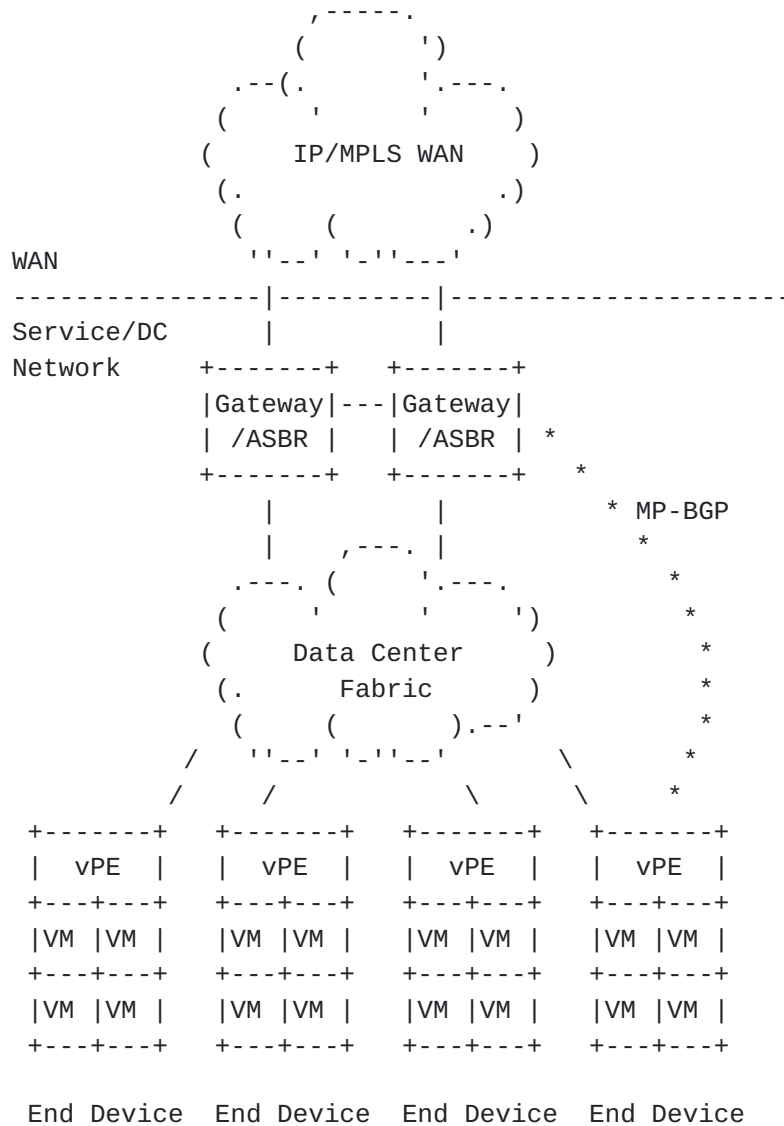 IP/MPLS WAN
WAN
Service/DC
Network
Gateway Gateway
/ASBR /ASBR
MP-BGP
Data Center
Fabric
vPE vPE vPE vPE
VM VM VM VM VM VM VM VM
VM VM VM VM VM VM VM VM
End Device End Device End Device End Device